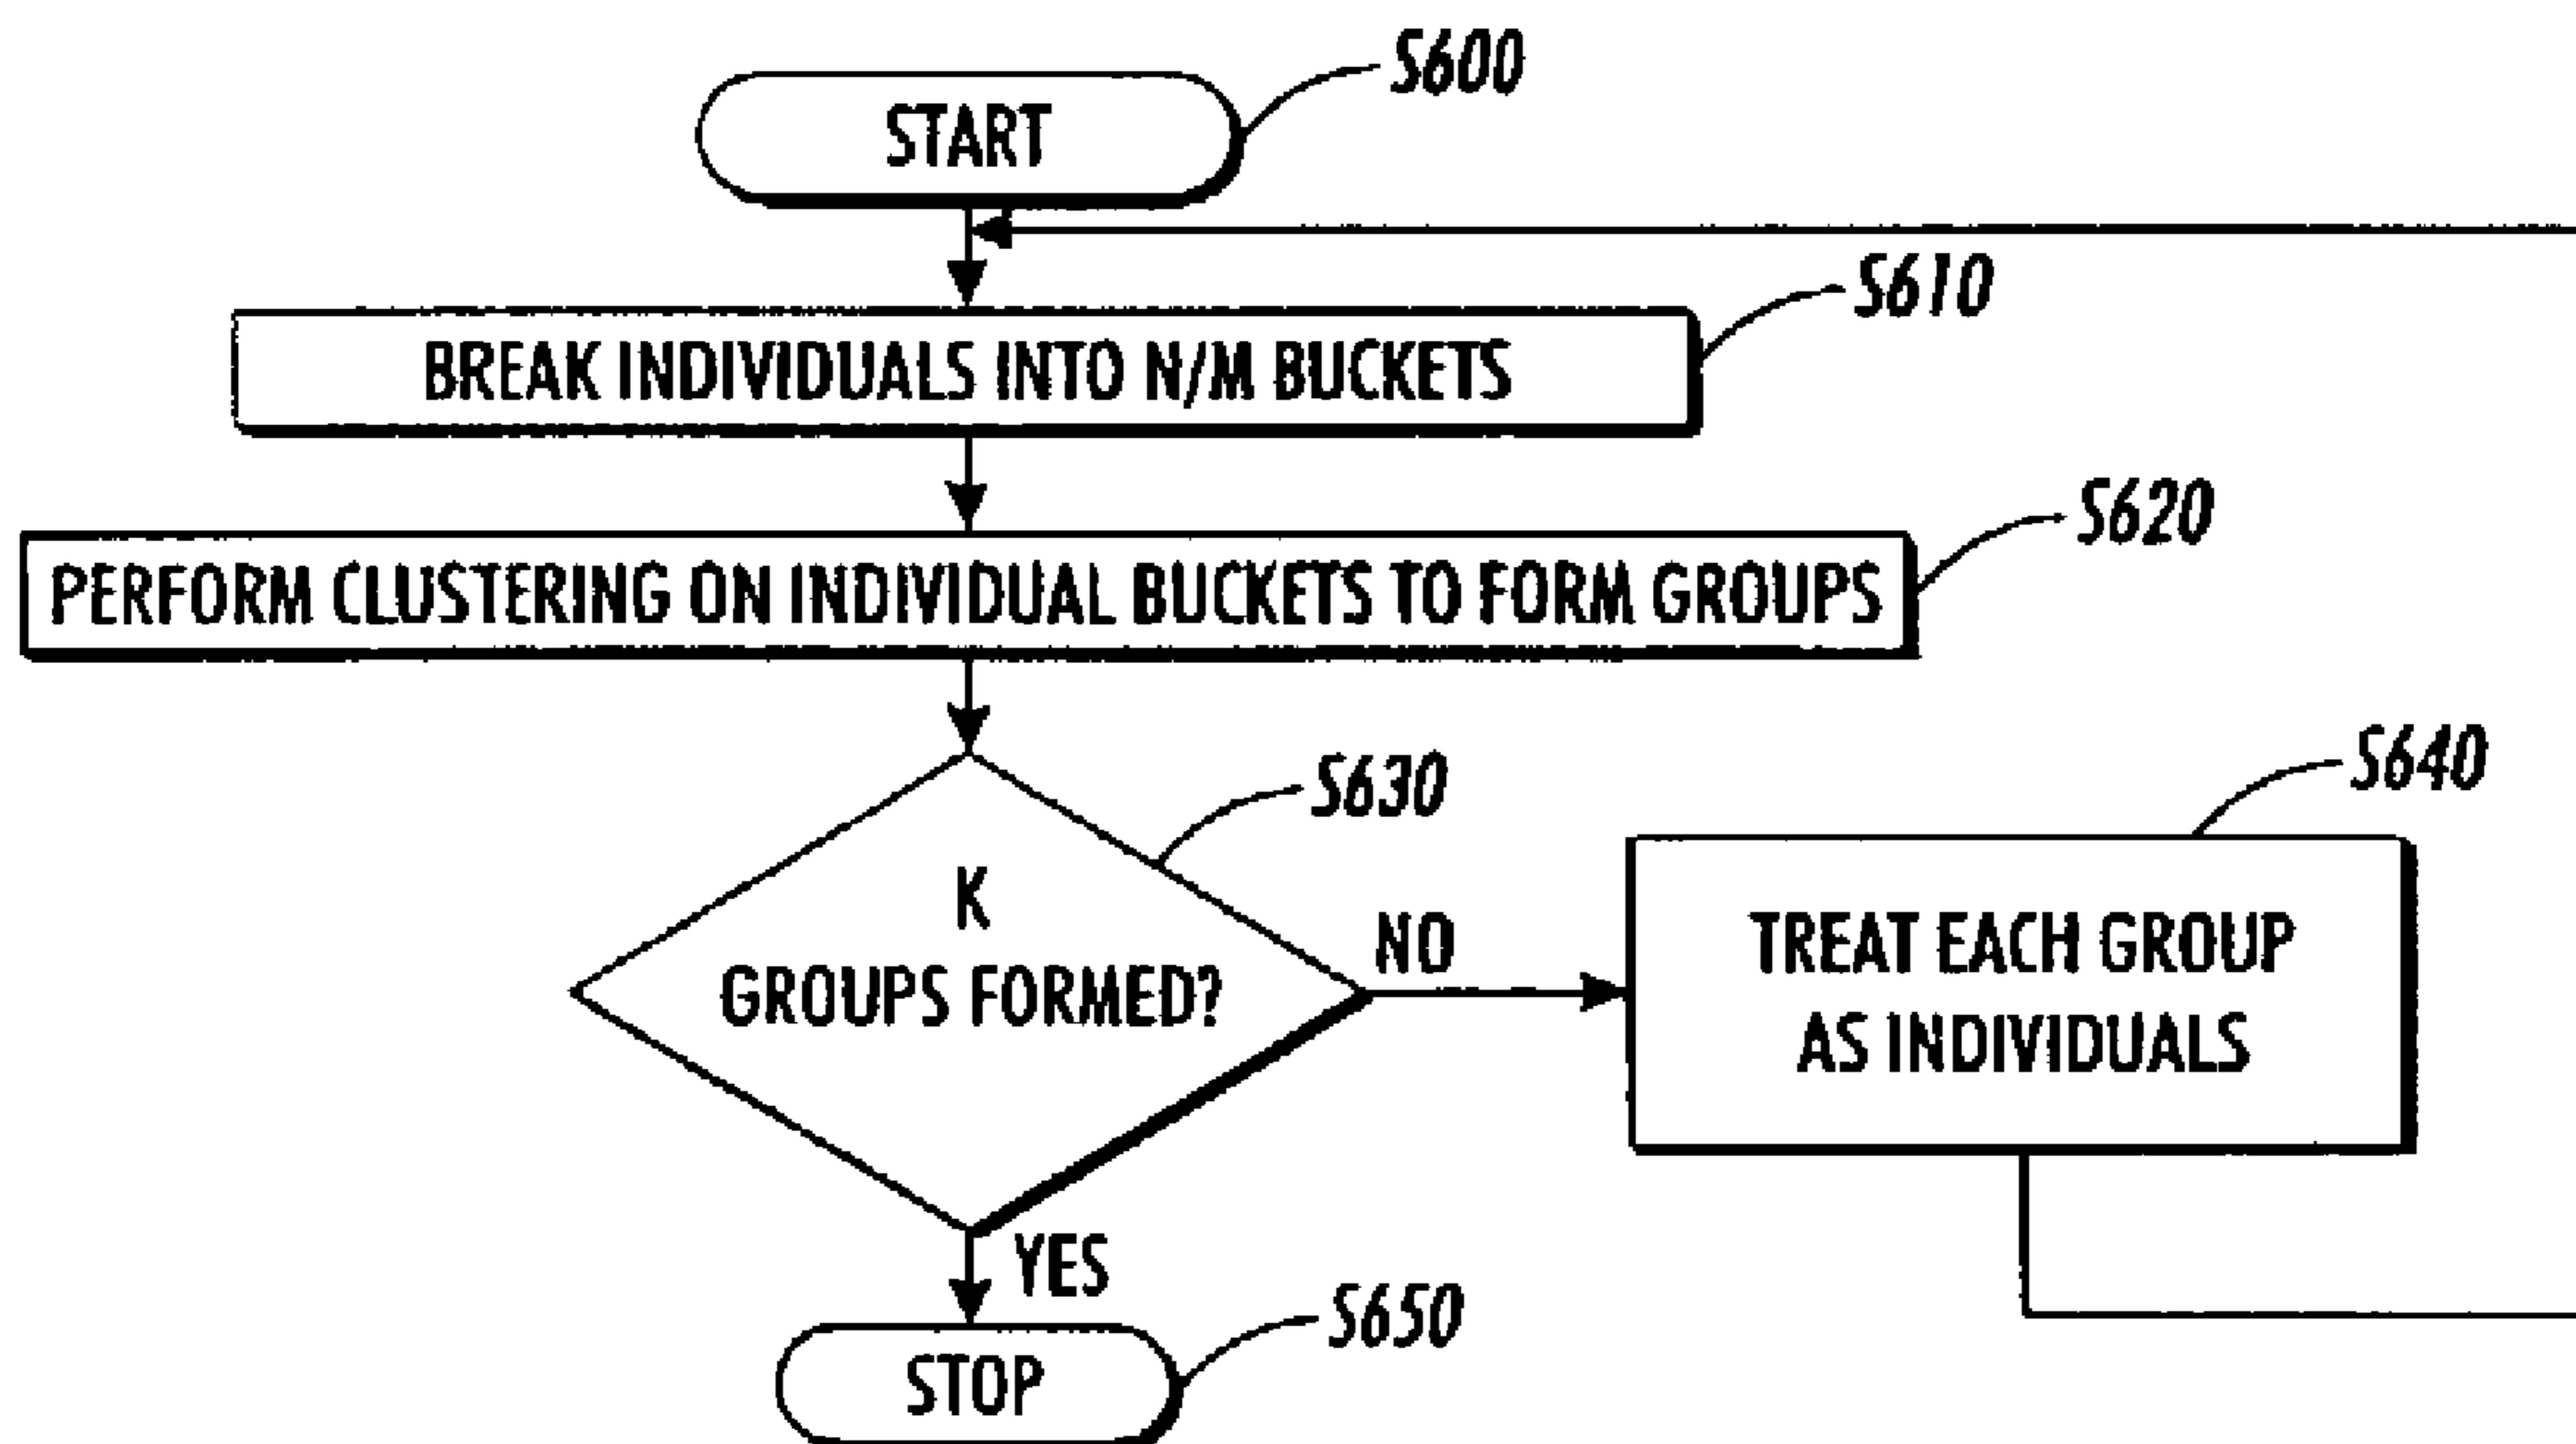 START
S600
BREAK INDIVIDUALS INTO N/M BUCKETS
S610
PERFORM CLUSTERING ON INDIVIDUAL BUCKETS TO FORM GROUPS
S620
K
GROUPS FORMED?
S630
NO
TREAT EACH GROUP
AS INDIVIDUALS
S640
YES
STOP
S650